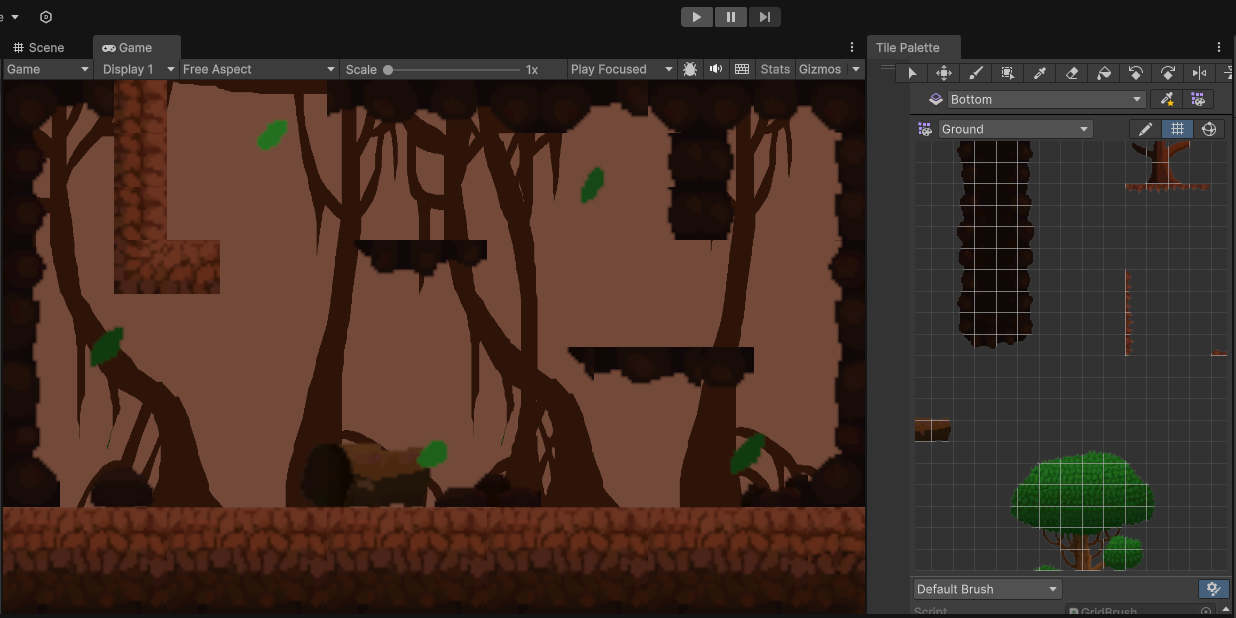 Scene
Game
Tile Palette
Game
Display 1
Free Aspect
Scale
1x
Play Focused
Stats
Gizmos
Bottom
Ground
Default Brush
Script
GridBrush